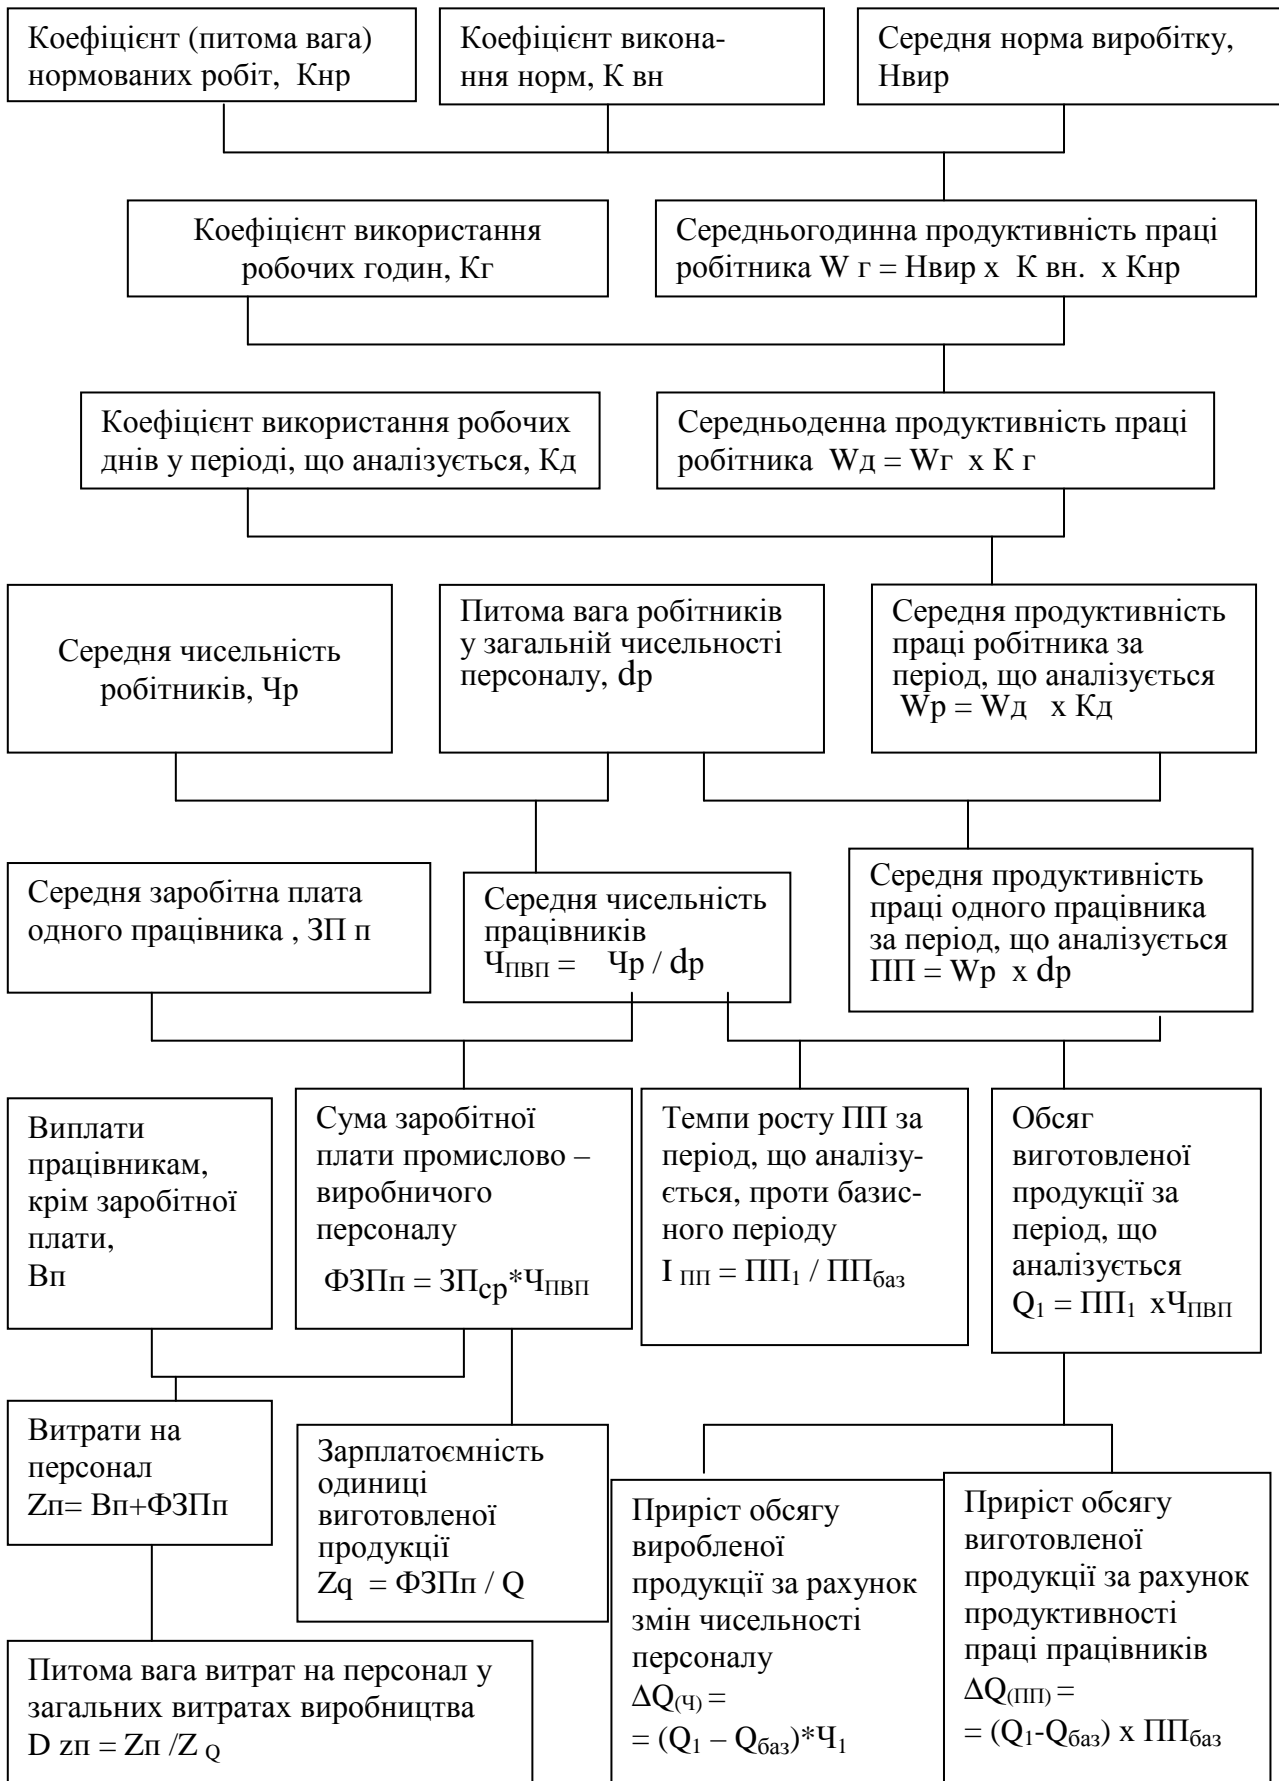 Коефіцієнт (питома вага)
нормованих робіт, Кнр
Коефіцієнт викона-
ння норм, К вн
Середня норма виробітку,
Нвир
Коефіцієнт використання
робочих годин, Кг
Середньогодинна продуктивність праці
робітника W г = Нвир х К вн. х Кнр
Коефіцієнт використання робочих
днів у періоді, що аналізується, Кд
Середньоденна продуктивність праці
робітника Wд = Wг х К г
Середня чисельність
робітників, Чр
Питома вага робітників
у загальній чисельності
персоналу, dр
Середня продуктивність
праці робітника за
період, що аналізується
Wр = Wд х Кд
Середня заробітна плата
одного працівника , ЗП п
Середня чисельність
працівників
ЧПВП = Чр / dр
Середня продуктивність
праці одного працівника
за період, що аналізується
ПП = Wр х dр
Виплати
працівникам,
крім заробітної
плати,
Вп
Сума заробітної
плати промислово –
виробничого
персоналу
ФЗПп = ЗПср*ЧПВП
Темпи росту ПП за
період, що аналізу-
ється, проти базис-
ного періоду
I ПП = ПП1 / ППбаз
Обсяг
виготовленої
продукції за
період, що
аналізується
Q1 = ПП1 хЧПВП
Витрати на
персонал
Zп= Вп+ФЗПп
Зарплатоємність
одиниці
виготовленої
продукції
Zq = ФЗПп / Q
Приріст обсягу
виробленої
продукції за рахунок
змін чисельності
персоналу
ΔQ(Ч) =
= (Q1 – Qбаз)*Ч1
Приріст обсягу
виготовленої
продукції за рахунок
продуктивності
праці працівників
ΔQ(ПП) =
= (Q1-Qбаз) х ППбаз
Питома вага витрат на персонал у
загальних витратах виробництва
D zп = Zп /Z Q